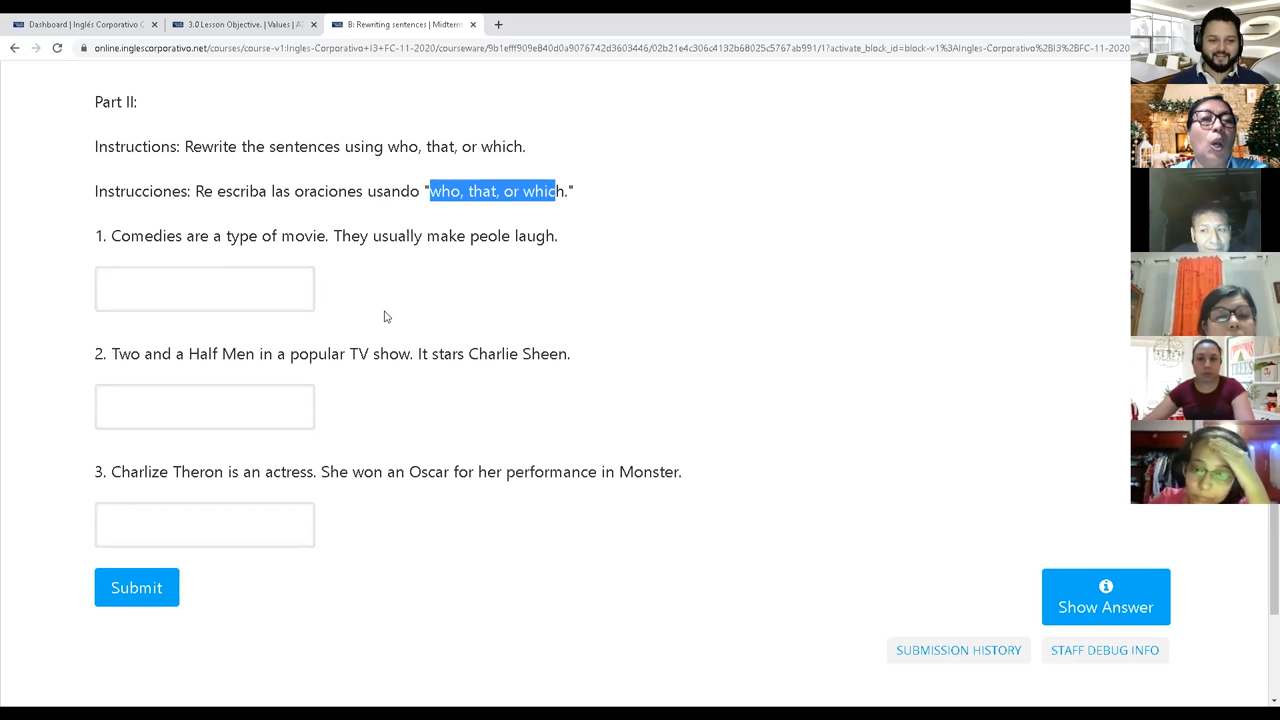 Dashboard | Inglés Corporativo C
3.0 Lesson Objective. | Values | A
B: Rewriting sentences | Midterm
online.inglescorporativo.net/courses/course-v1:Ingles-Corporativo+I3+FC-11-2020/courseware/9b1efff909e840d0a9076742d3603446/02b21e4c306c4132b68025c5767ab991/1?activate_block_id=block-v1%3AIngles-Corporativo%2BI3%2BFC-11-2020
Part II:
Instructions: Rewrite the sentences using who, that, or which.
Instrucciones: Re escriba las oraciones usando "who, that, or which."
1. Comedies are a type of movie. They usually make peole laugh.
2. Two and a Half Men in a popular TV show. It stars Charlie Sheen.
3. Charlize Theron is an actress. She won an Oscar for her performance in Monster.
Submit
Show Answer
SUBMISSION HISTORY
STAFF DEBUG INFO